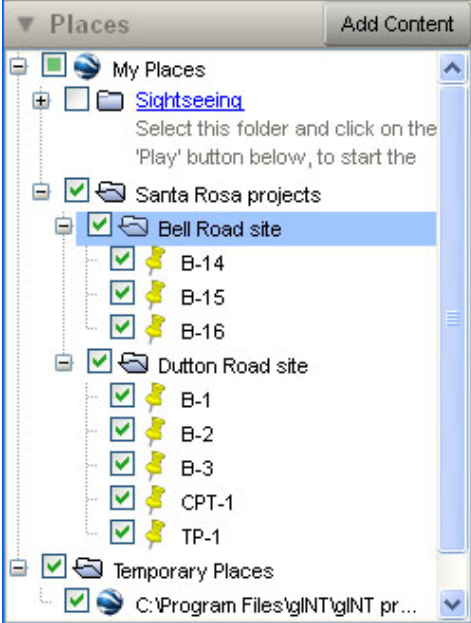 Places
Add Content
My Places
Sightseeing
Select this folder and click on the
'Play' button below, to start the
Santa Rosa projects
Bell Road site
B-14
B-15
B-16
Dutton Road site
B-1
B-2
B-3
CPT-1
TP-1
Temporary Places
C:\Program Files\gINT\gINT pr...